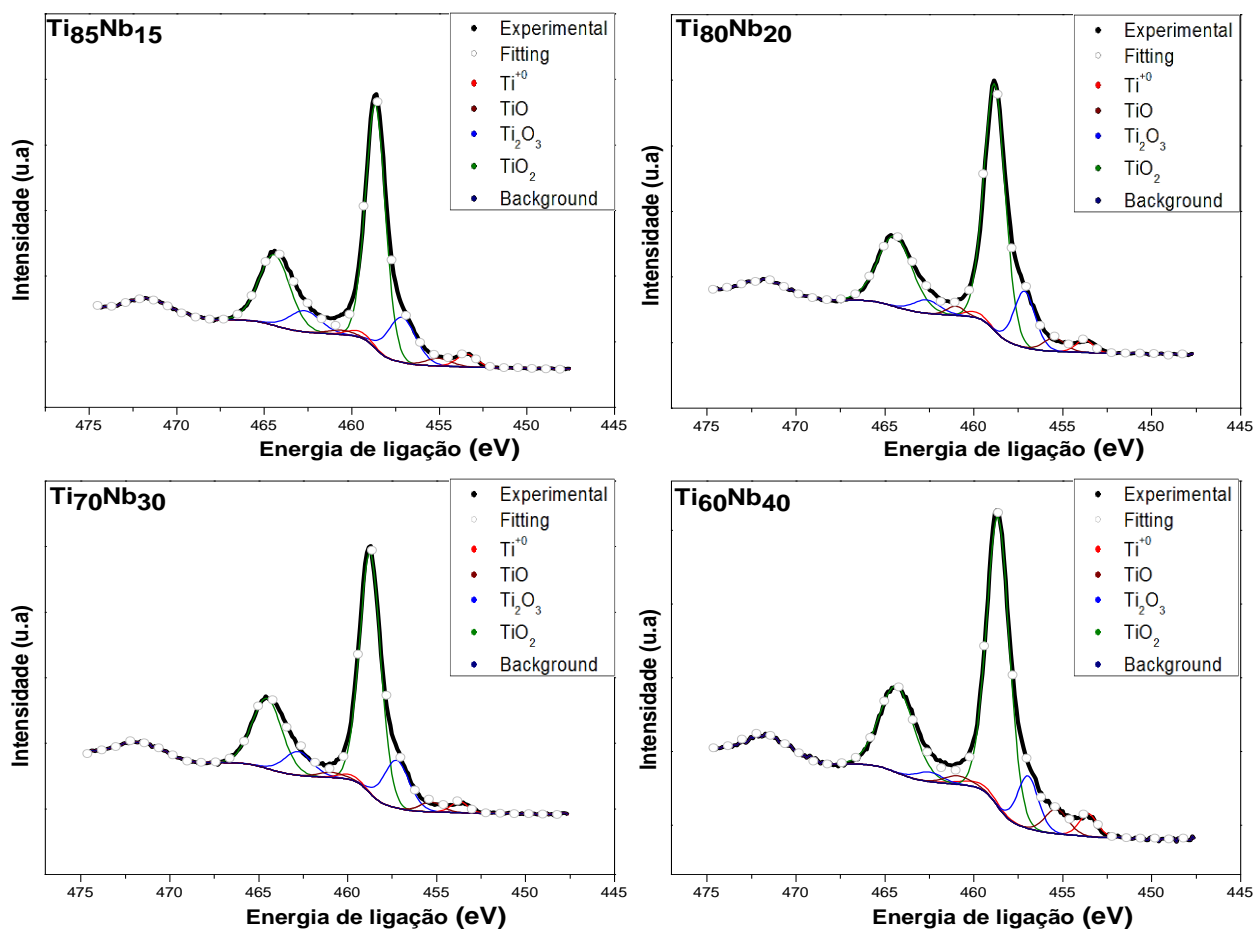 Ti85Nb15
Experimental
Fitting
Ti+0
TiO
Ti2O3
TiO2
Background
Intensidade (u.a)
475 470 465 460 455 450 445
Energia de ligação (eV)
Ti80Nb20
Experimental
Fitting
Ti+0
TiO
Ti2O3
TiO2
Background
Intensidade (u.a)
475 470 465 460 455 450 445
Energia de ligação (eV)
Ti70Nb30
Experimental
Fitting
Ti+0
TiO
Ti2O3
TiO2
Background
Intensidade (u.a)
475 470 465 460 455 450 445
Energia de ligação (eV)
Ti60Nb40
Experimental
Fitting
Ti+0
TiO
Ti2O3
TiO2
Background
Intensidade (u.a)
475 470 465 460 455 450 445
Energia de ligação (eV)